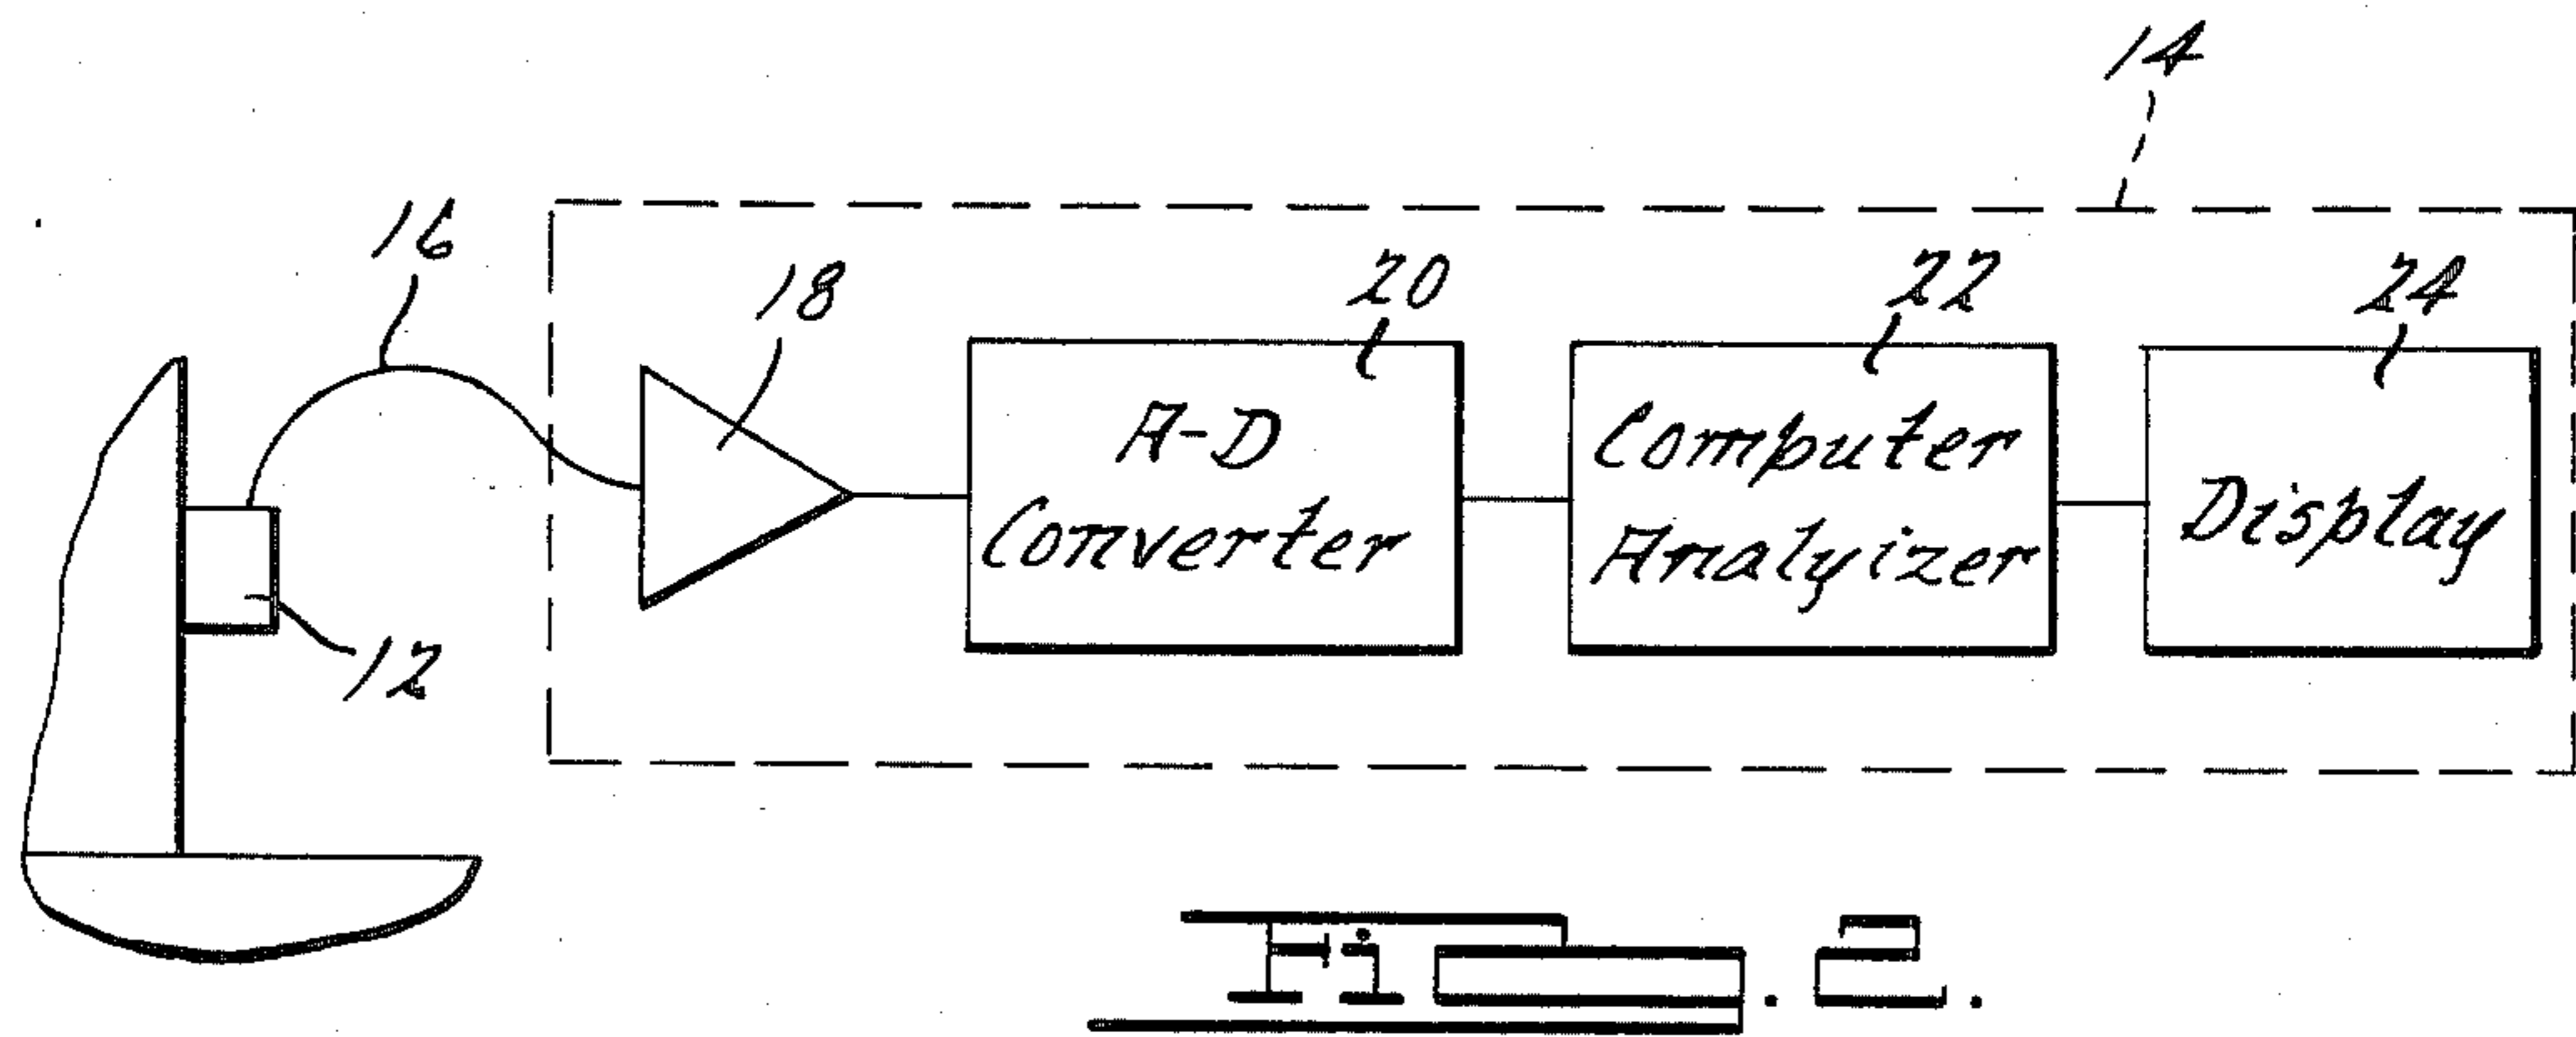 14
16
18
20
22
24
A-D
Converter
Computer
Analyizer
Display
12
Fig. 2.